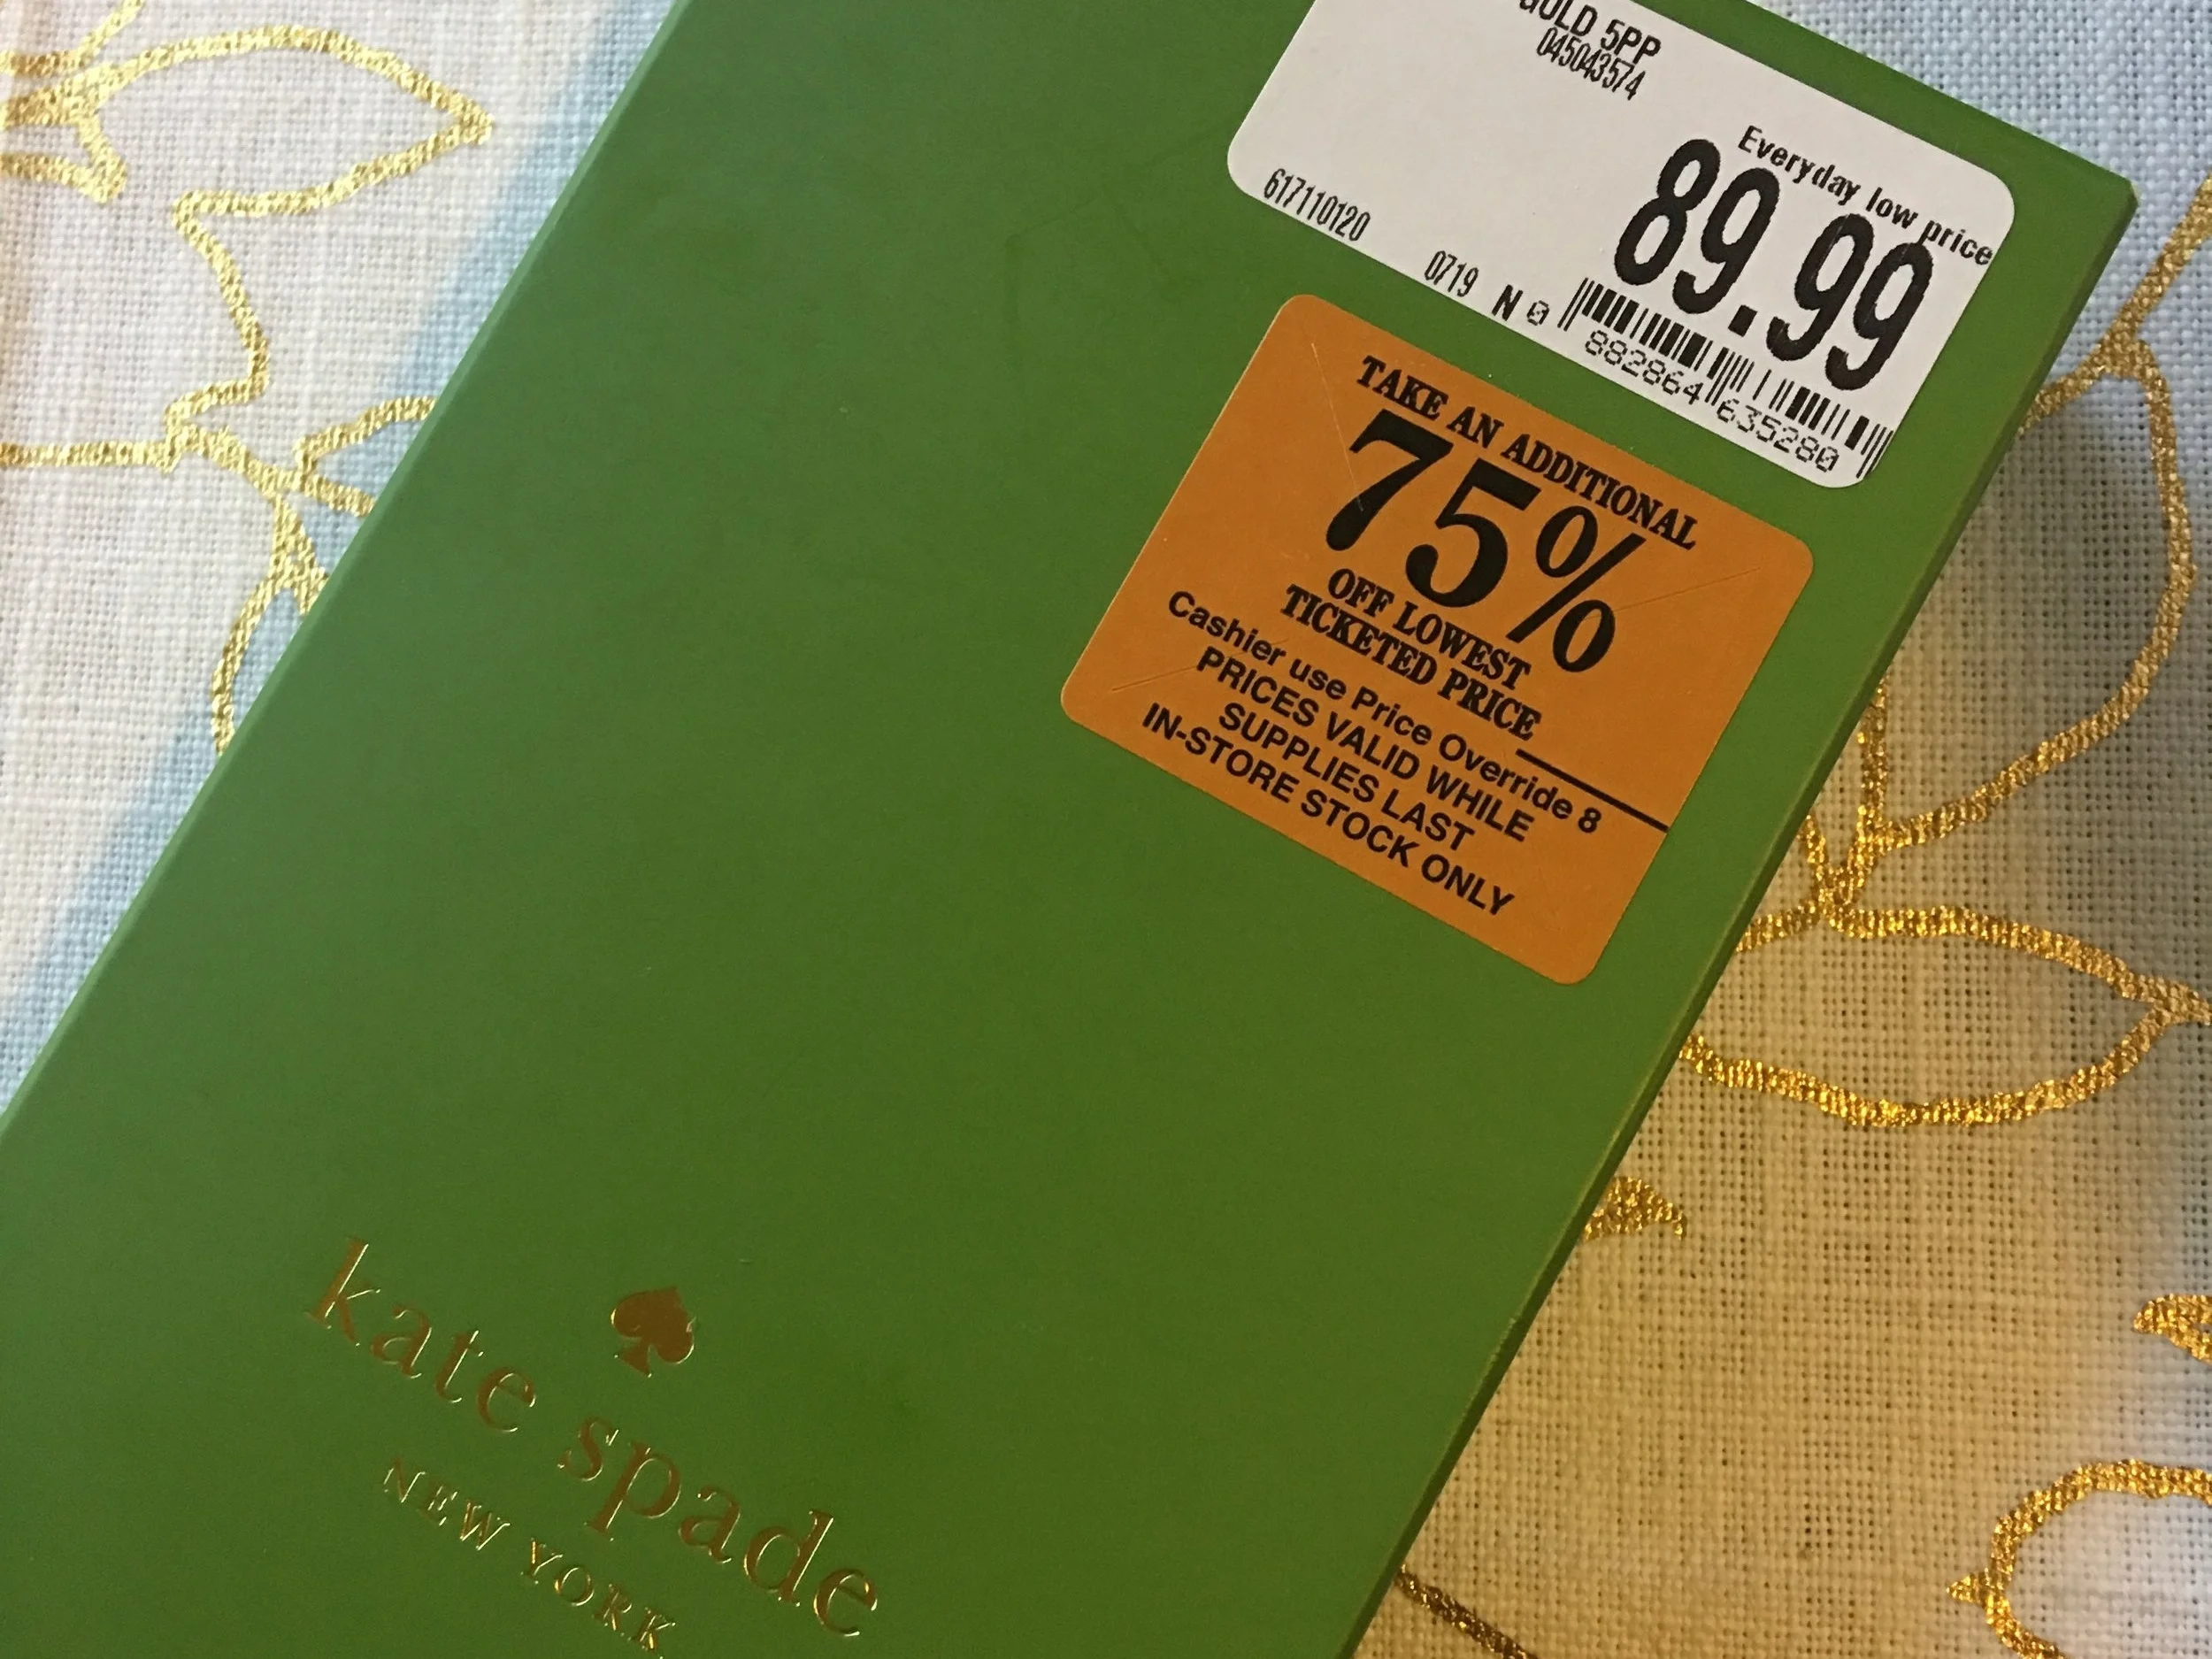 GOLD 5PP
045043574
Everyday low price
89.99
617110120
0719 N 0
882864 635280
TAKE AN ADDITIONAL
75%
OFF LOWEST
TICKETED PRICE
Cashier use Price Override 8
PRICES VALID WHILE
SUPPLIES LAST
IN-STORE STOCK ONLY
kate spade
NEW YORK